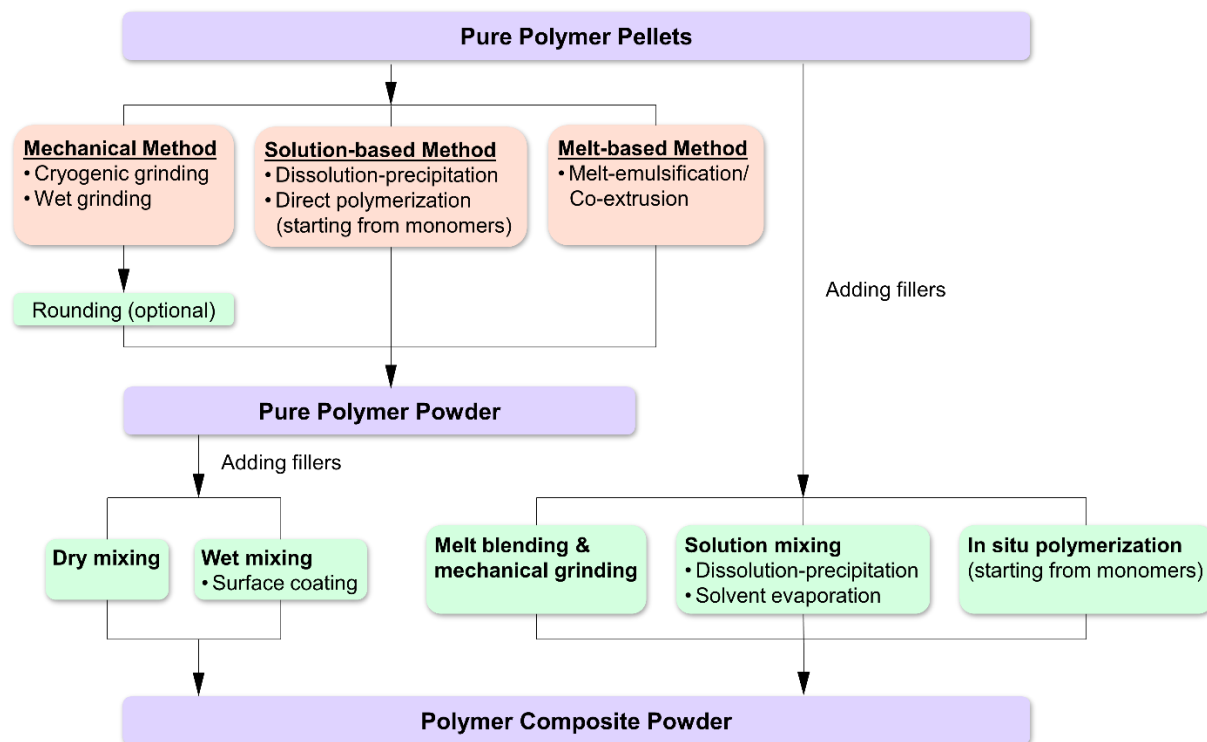 Pure Polymer Pellets
Mechanical Method
• Cryogenic grinding
• Wet grinding
Solution-based Method
• Dissolution-precipitation
• Direct polymerization
(starting from monomers)
Melt-based Method
• Melt-emulsification/
Co-extrusion
Rounding (optional)
Adding fillers
Pure Polymer Powder
Adding fillers
Dry mixing
Wet mixing
• Surface coating
Melt blending &
mechanical grinding
Solution mixing
• Dissolution-precipitation
• Solvent evaporation
In situ polymerization
(starting from monomers)
Polymer Composite Powder